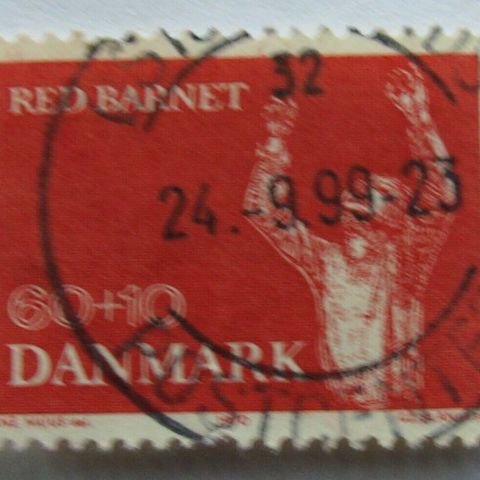 32
RED BARNET
24.-9.99-23
60+10
DANMARK